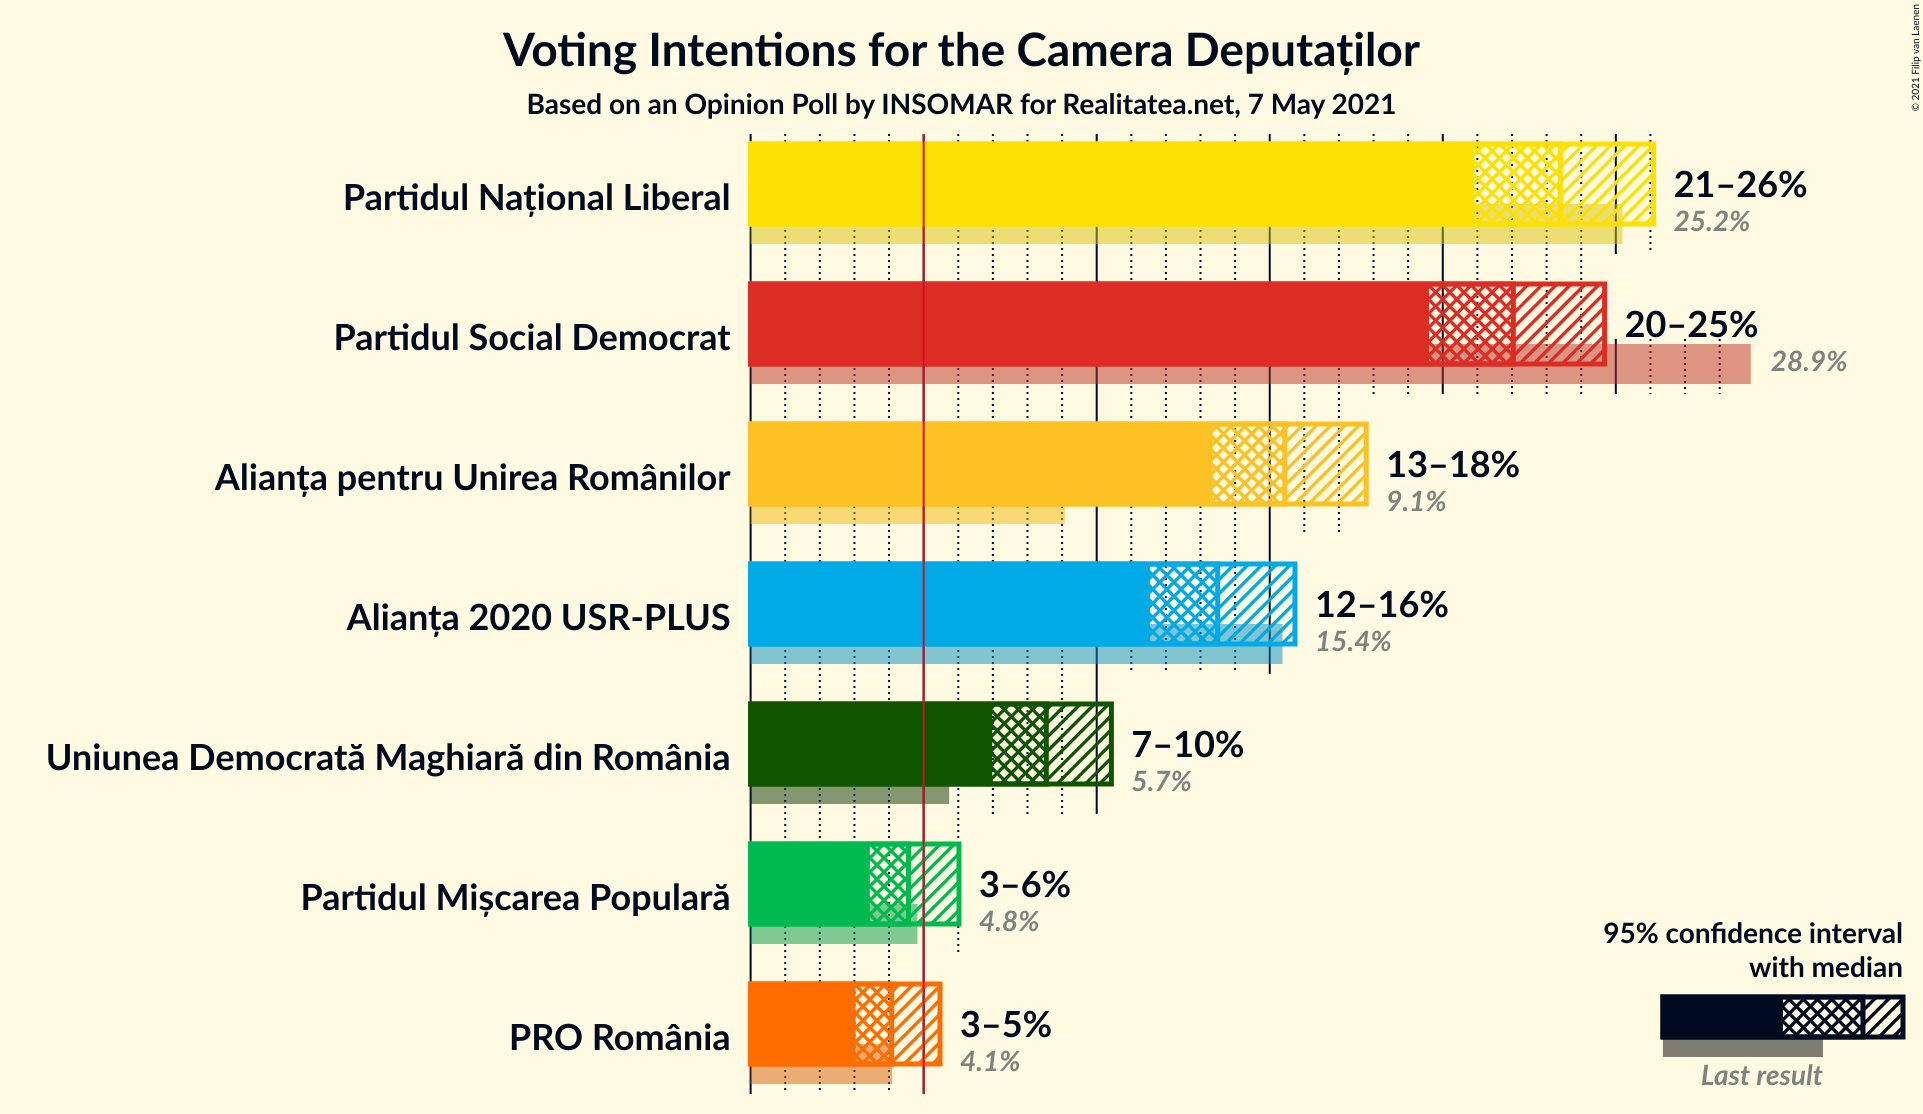 Voting Intentions for the Camera Deputaților
Based on an Opinion Poll by INSOMAR for Realitatea.net, 7 May 2021
© 2021 Filip van Laenen
Partidul Național Liberal
21–26%
25.2%
Partidul Social Democrat
20–25%
28.9%
Alianța pentru Unirea Românilor
13–18%
9.1%
Alianța 2020 USR-PLUS
12–16%
15.4%
Uniunea Democrată Maghiară din România
7–10%
5.7%
Partidul Mișcarea Populară
3–6%
4.8%
PRO România
3–5%
4.1%
95% confidence interval
with median
Last result